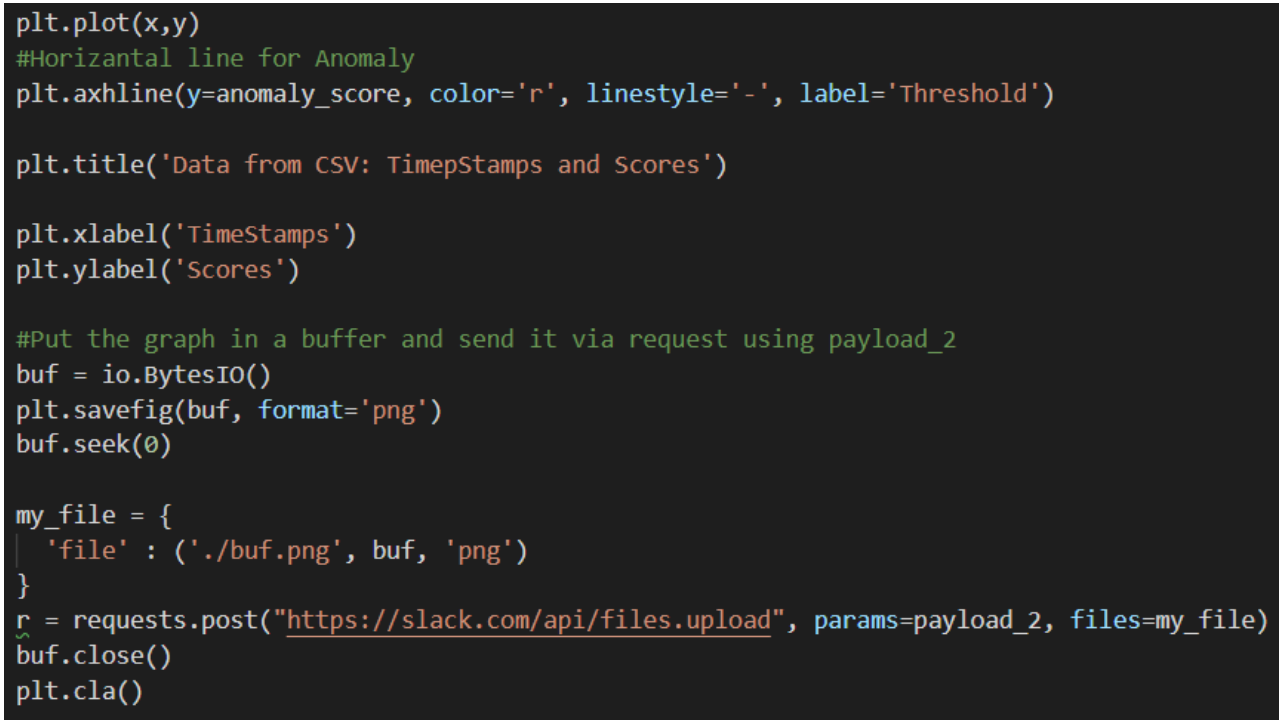 plt.plot(x,y)
#Horizantal line for Anomaly
plt.axhline(y=anomaly_score, color='r', linestyle='-', label='Threshold')
plt.title('Data from CSV: TimepStamps and Scores')
plt.xlabel('TimeStamps')
plt.ylabel('Scores')
#Put the graph in a buffer and send it via request using payload_2
buf = io.BytesIO()
plt.savefig(buf, format='png')
buf.seek(0)
my_file = {
  'file' : ('./buf.png', buf, 'png')
}
r = requests.post("https://slack.com/api/files.upload", params=payload_2, files=my_file)
buf.close()
plt.cla()